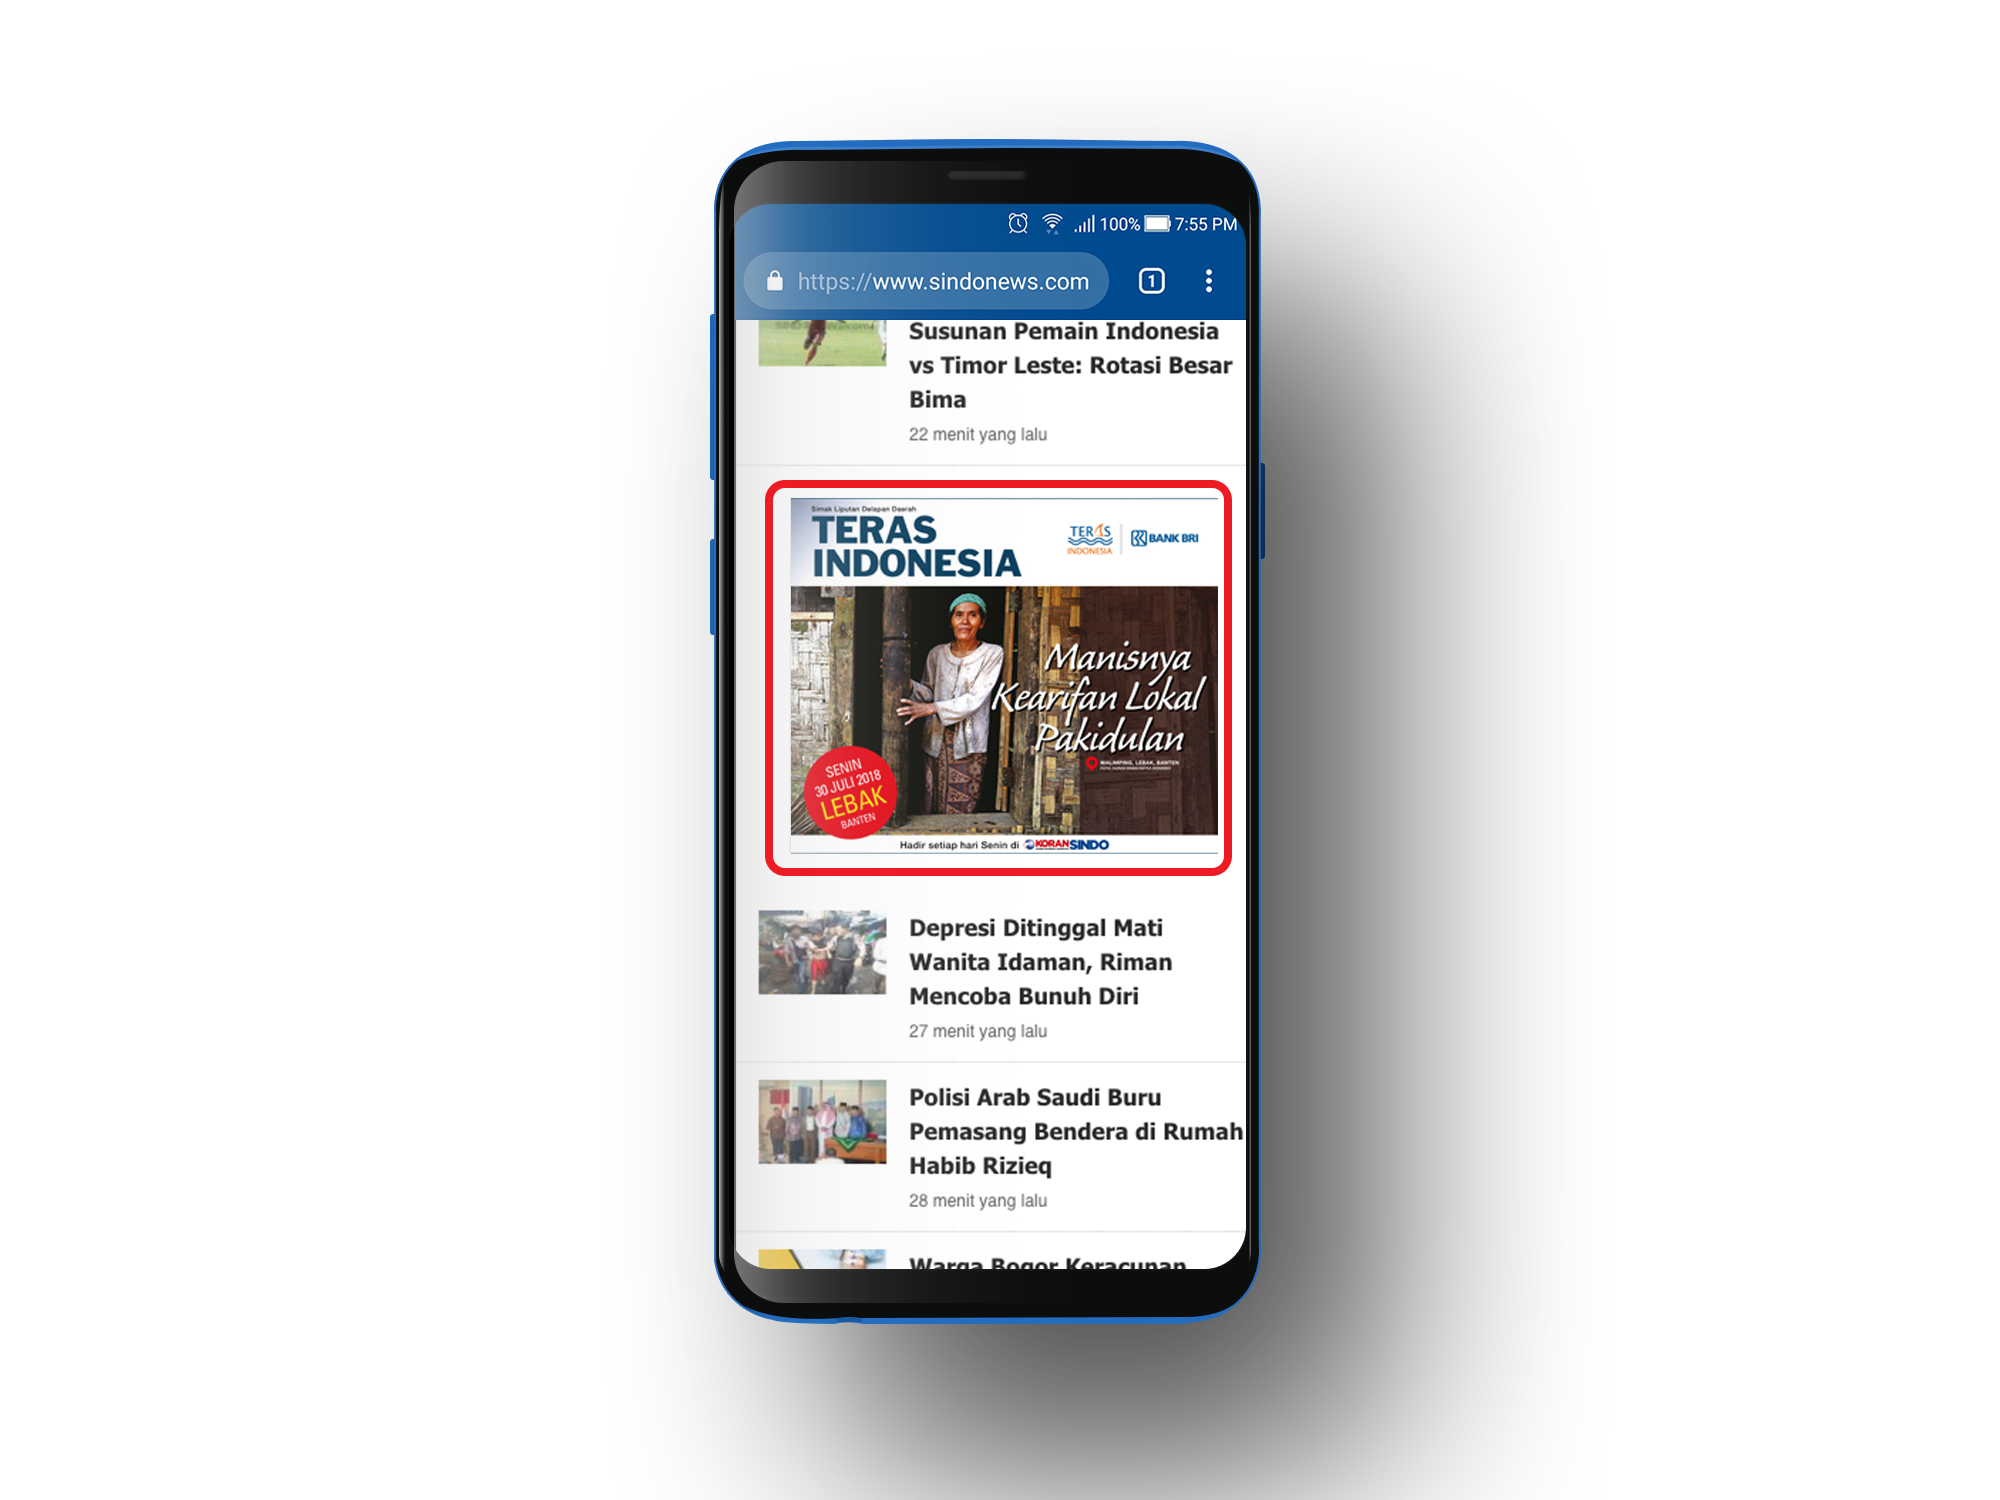 100% 7:55 PM
https://www.sindonews.com
1
Susunan Pemain Indonesia
vs Timor Leste: Rotasi Besar
Bima
22 menit yang lalu
Simak Liputan Delapan Daerah
TERAS
INDONESIA
TERAS
INDONESIA
BANK BRI
Manisnya
Kearifan Lokal
Pakidulan
MALIMPING, LEBAK, BANTEN
SENIN
30 JULI 2018
LEBAK
BANTEN
Hadir setiap hari Senin di KORAN SINDO
Depresi Ditinggal Mati
Wanita Idaman, Riman
Mencoba Bunuh Diri
27 menit yang lalu
Polisi Arab Saudi Buru
Pemasang Bendera di Rumah
Habib Rizieq
28 menit yang lalu
Warga Bogor Keracunan